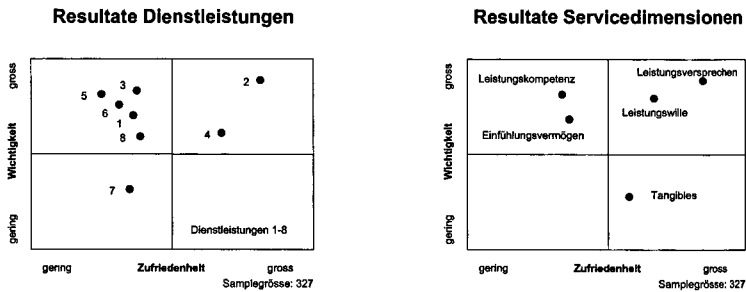 Resultate Dienstleistungen
gross
Wichtigkeit
gering
5
3
6
1
8
2
4
7
Dienstleistungen 1-8
gering
Zufriedenheit
gross
Samplegrösse: 327
Resultate Servicedimensionen
gross
Wichtigkeit
gering
Leistungskompetenz
Leistungsversprechen
Leistungswille
Einfühlungsvermögen
Tangibles
gering
Zufriedenheit
gross
Samplegrösse: 327